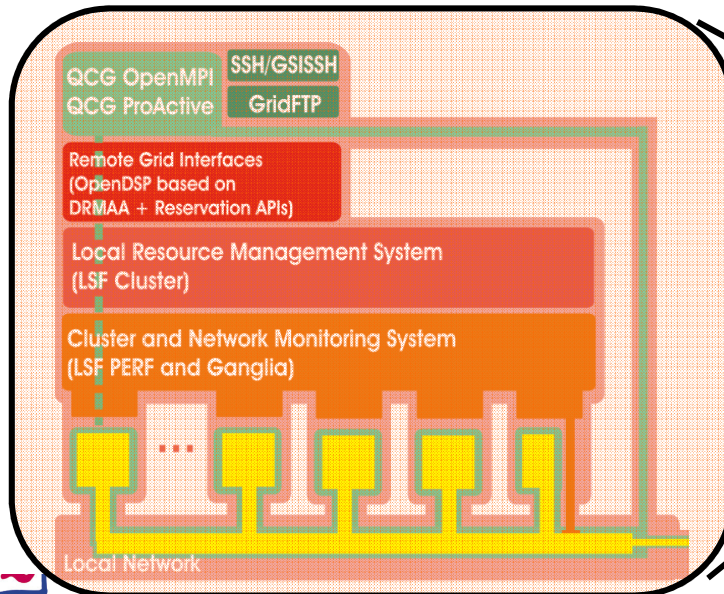 QCG OpenMPI
QCG ProActive
SSH/GSISSH
GridFTP
Remote Grid Interfaces
(OpenDSP based on
DRMAA + Reservation APIs)
Local Resource Management System
(LSF Cluster)
Cluster and Network Monitoring System
(LSF PERF and Ganglia)
...
Local Network